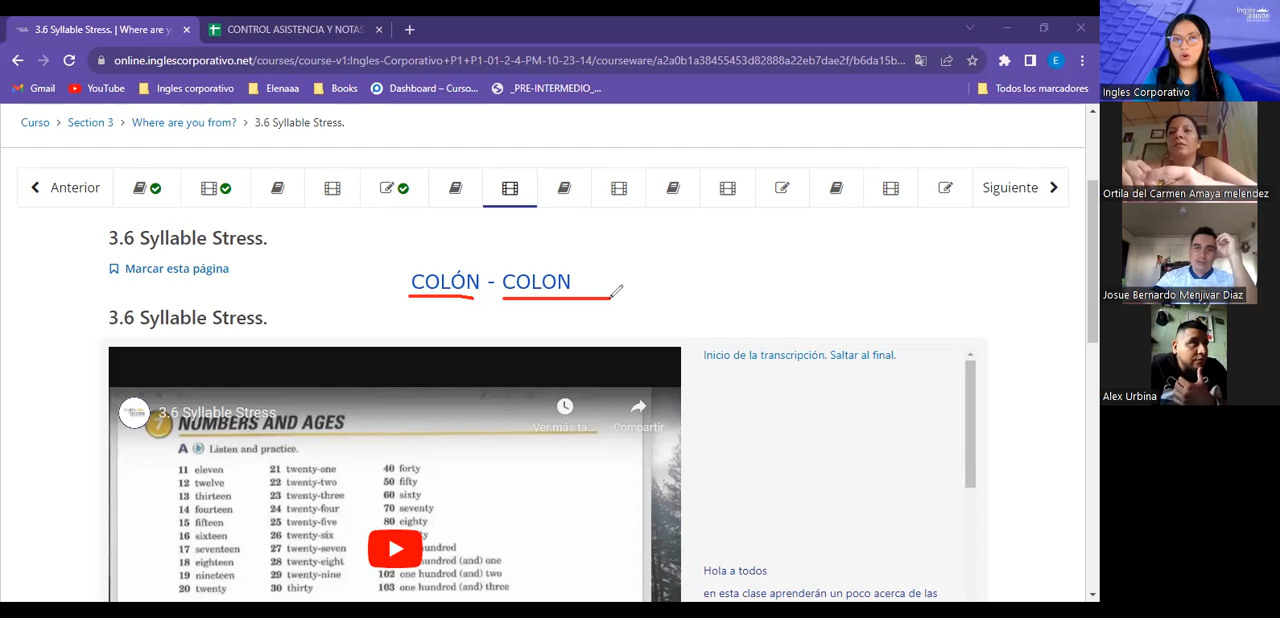 3.6 Syllable Stress. | Where are y
CONTROL ASISTENCIA Y NOTAS
online.inglescorporativo.net/courses/course-v1:Ingles-Corporativo+P1+P1-01-2-4-PM-10-23-14/courseware/a2a0b1a38455453d82888a22eb7dae2f/b6da15b...
E
Gmail
YouTube
Ingles corporativo
Elenaaa
Books
Dashboard – Curso...
_PRE-INTERMEDIO_...
Todos los marcadores
Curso > Section 3 > Where are you from? > 3.6 Syllable Stress.
Anterior
Siguiente
3.6 Syllable Stress.
Marcar esta página
COLÓN - COLON
3.6 Syllable Stress.
3.6 Syllable Stress
Ver más ta...
Compartir
7 NUMBERS AND AGES
A Listen and practice.
11 eleven 21 twenty-one 40 forty
12 twelve 22 twenty-two 50 fifty
13 thirteen 23 twenty-three 60 sixty
14 fourteen 24 twenty-four 70 seventy
15 fifteen 25 twenty-five 80 eighty
16 sixteen 26 twenty-six
17 seventeen 27 twenty-seven
18 eighteen 28 twenty-eight hundred (and) one
19 nineteen 29 twenty-nine 102 one hundred (and) two
20 twenty 30 thirty 103 one hundred (and) three
Inicio de la transcripción. Saltar al final.
Hola a todos
en esta clase aprenderán un poco acerca de las
Ingles Corporativo
Ortila del Carmen Amaya melendez
Josue Bernardo Menjivar Diaz
Alex Urbina